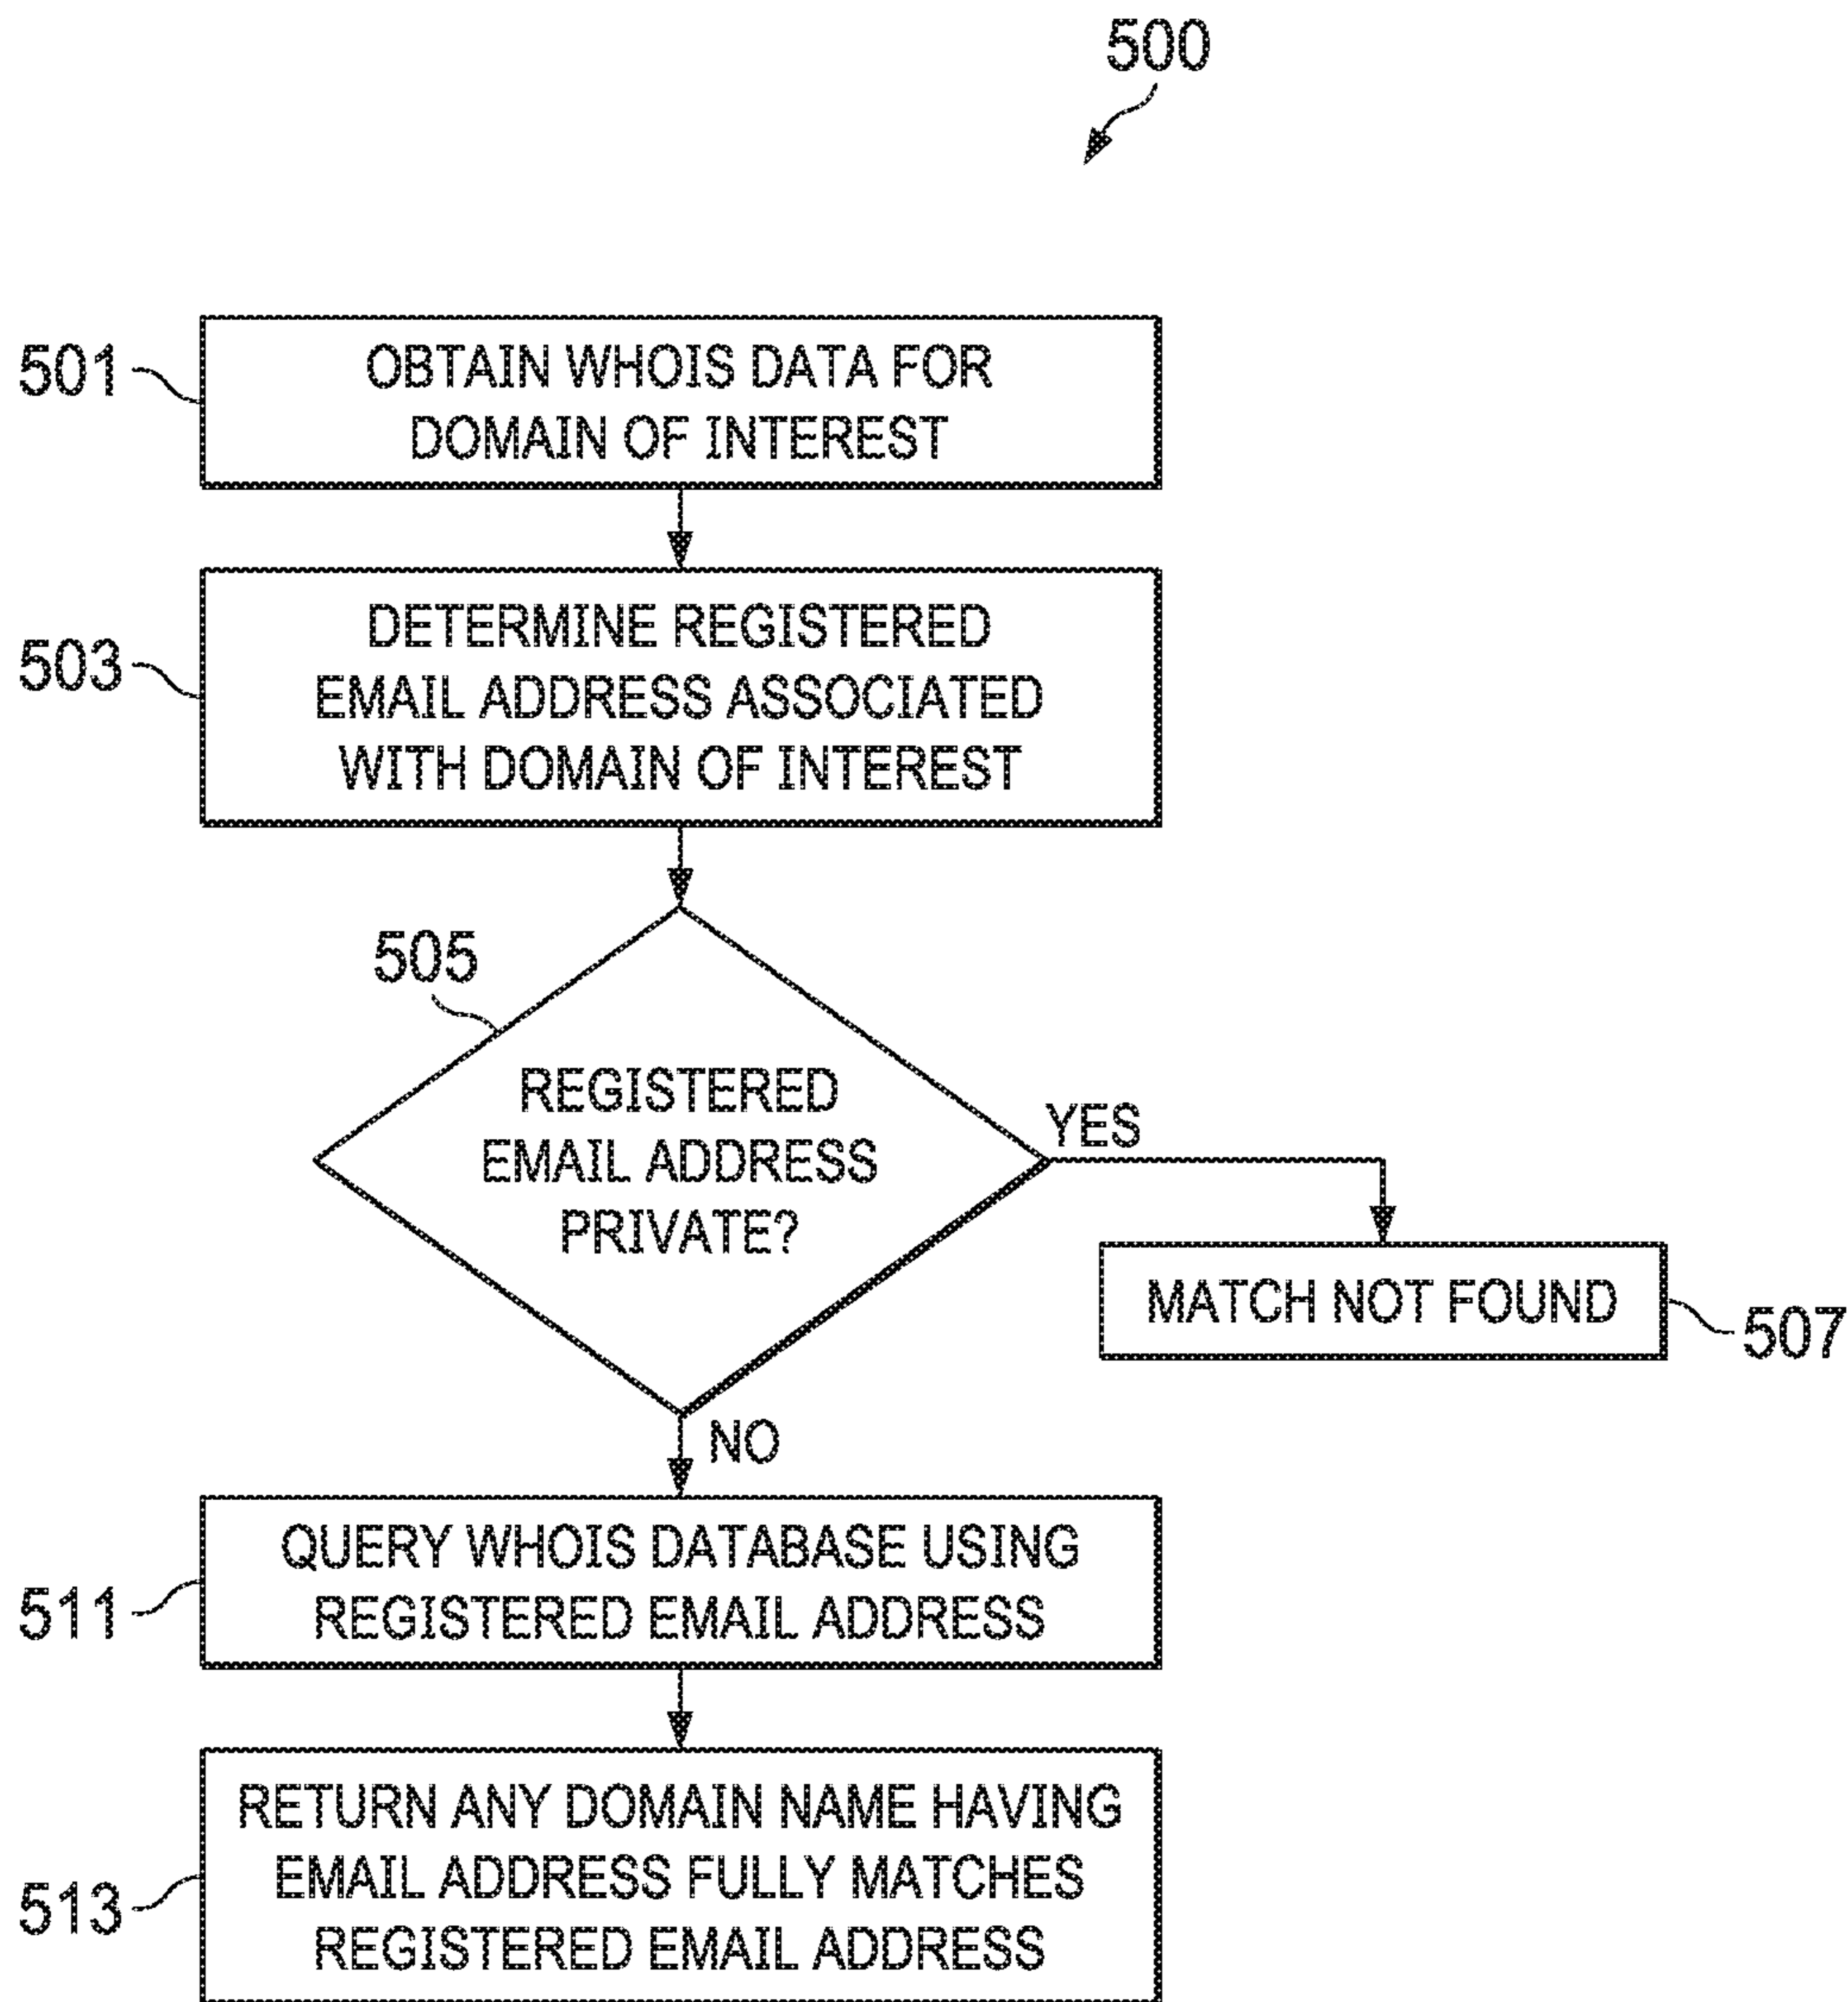 500
501
OBTAIN WHOIS DATA FOR
DOMAIN OF INTEREST
503
DETERMINE REGISTERED
EMAIL ADDRESS ASSOCIATED
WITH DOMAIN OF INTEREST
505
REGISTERED
EMAIL ADDRESS
PRIVATE?
YES
MATCH NOT FOUND
507
NO
511
QUERY WHOIS DATABASE USING
REGISTERED EMAIL ADDRESS
513
RETURN ANY DOMAIN NAME HAVING
EMAIL ADDRESS FULLY MATCHES
REGISTERED EMAIL ADDRESS